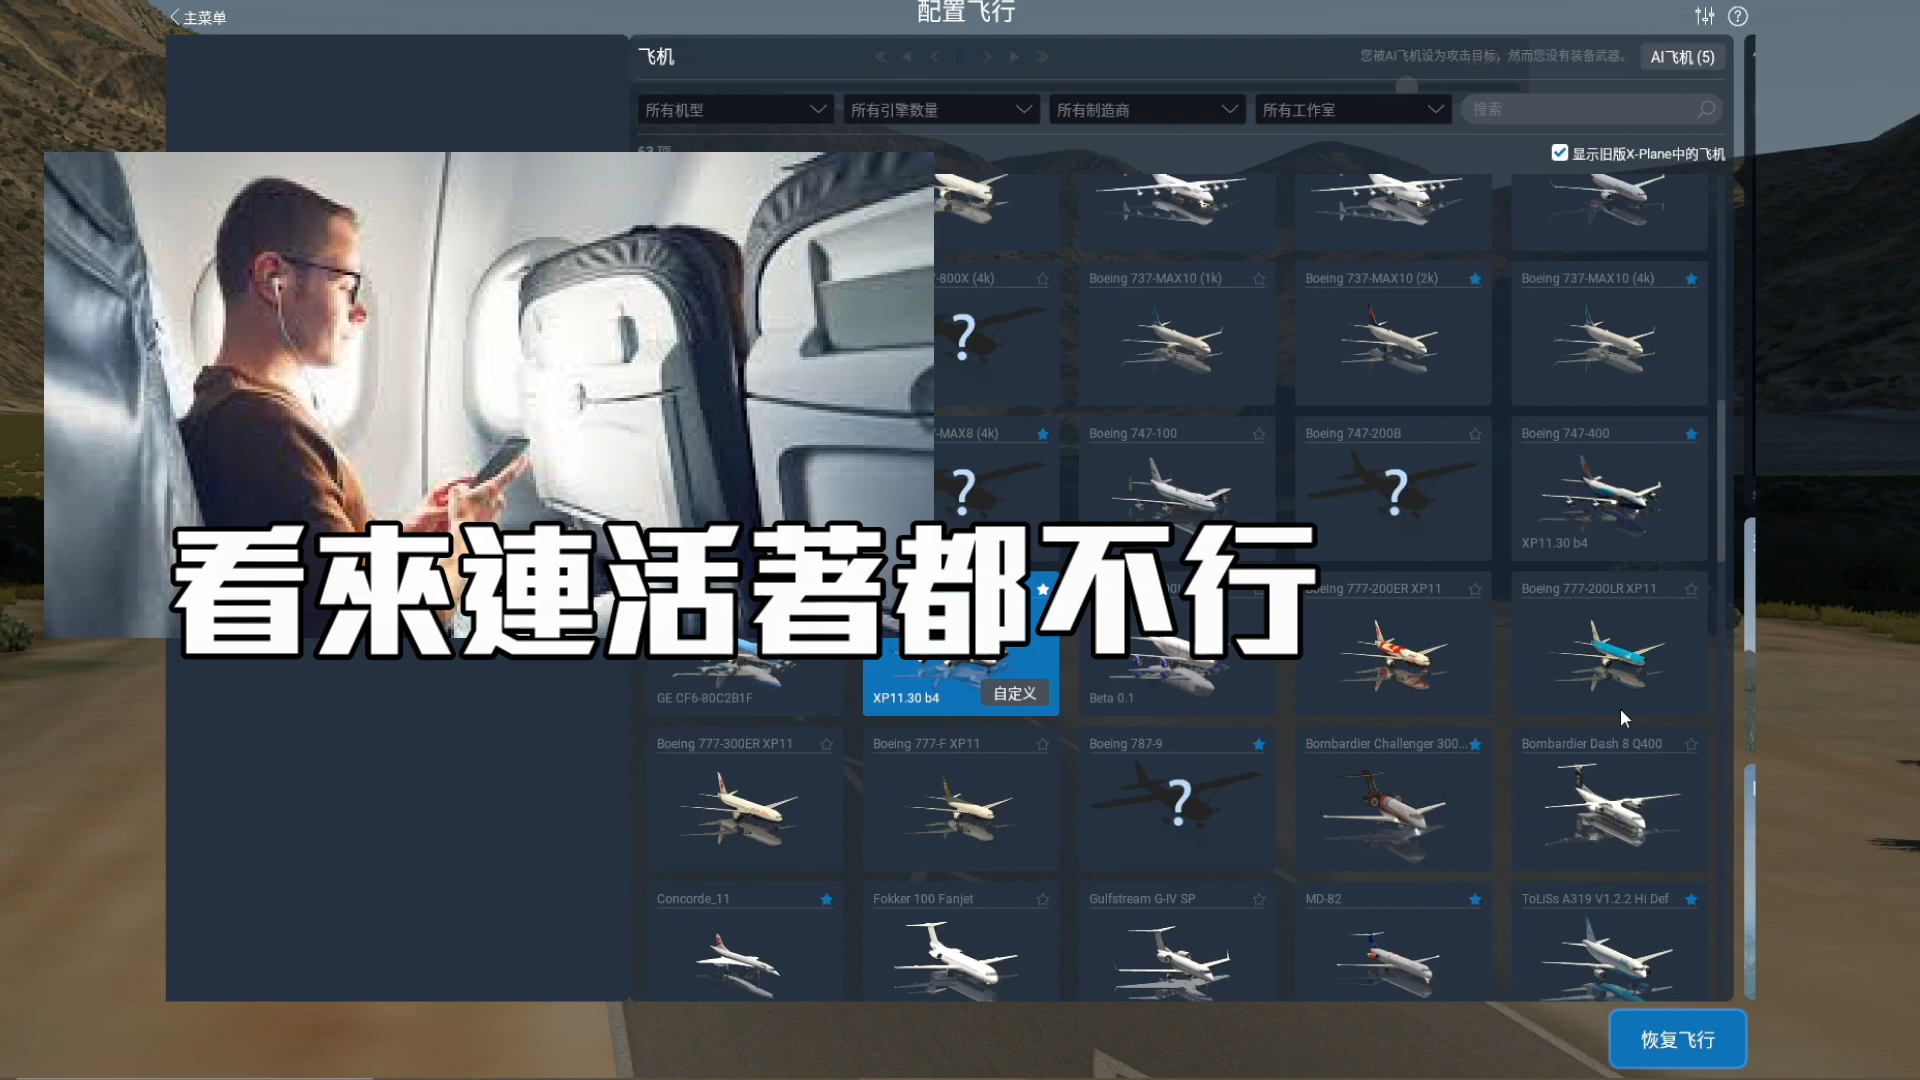 主菜单
配置飞行
飞机
您被AI飞机设为攻击目标，然而您没有装备武器。
AI飞机 (5)
所有机型
所有引擎数量
所有制造商
所有工作室
搜索
63 项
显示旧版X-Plane中的飞机
-800X (4k)
Boeing 737-MAX10 (1k)
Boeing 737-MAX10 (2k)
Boeing 737-MAX10 (4k)
-MAX8 (4k)
Boeing 747-100
Boeing 747-200B
Boeing 747-400
XP11.30 b4
看來連活著都不行
Boeing 777-200ER XP11
Boeing 777-200LR XP11
GE CF6-80C2B1F
XP11.30 b4
自定义
Beta 0.1
Boeing 777-300ER XP11
Boeing 777-F XP11
Boeing 787-9
Bombardier Challenger 300...
Bombardier Dash 8 Q400
Concorde_11
Fokker 100 Fanjet
Gulfstream G-IV SP
MD-82
ToLiSs A319 V1.2.2 Hi Def
恢复飞行